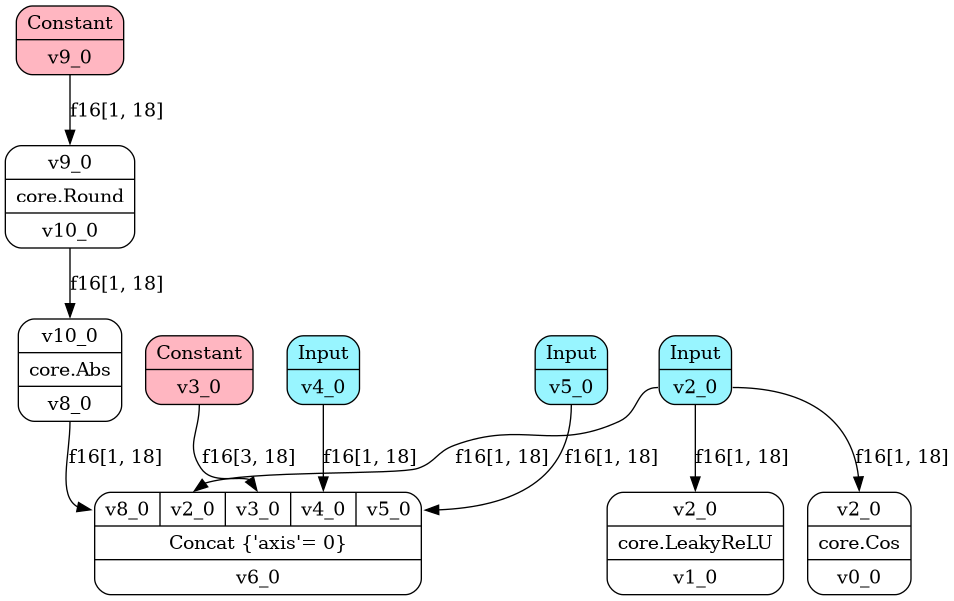 Constant
v9_0
f16[1, 18]
v9_0
core.Round
v10_0
f16[1, 18]
v10_0
core.Abs
v8_0
Constant
v3_0
Input
v4_0
Input
v5_0
Input
v2_0
f16[1, 18]
f16[3, 18]
f16[1, 18]
f16[1, 18]
f16[1, 18]
f16[1, 18]
f16[1, 18]
v8_0 v2_0 v3_0 v4_0 v5_0
Concat {'axis'= 0}
v6_0
v2_0
core.LeakyReLU
v1_0
v2_0
core.Cos
v0_0